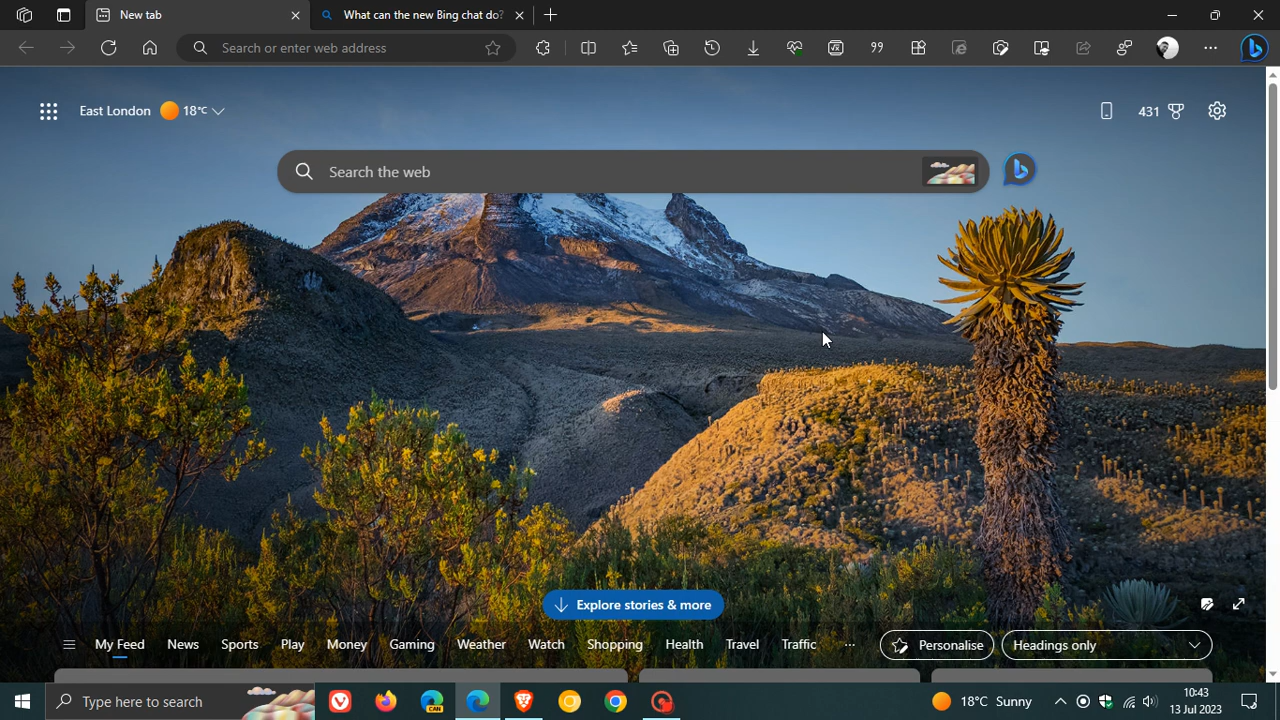 New tab
What can the new Bing chat do?
Search or enter web address
East London 18°C
431
Search the web
Explore stories & more
My Feed News Sports Play Money Gaming Weather Watch Shopping Health Travel Traffic ... Personalise Headings only
Type here to search
CAN
18°C Sunny
10:43
13 Jul 2023